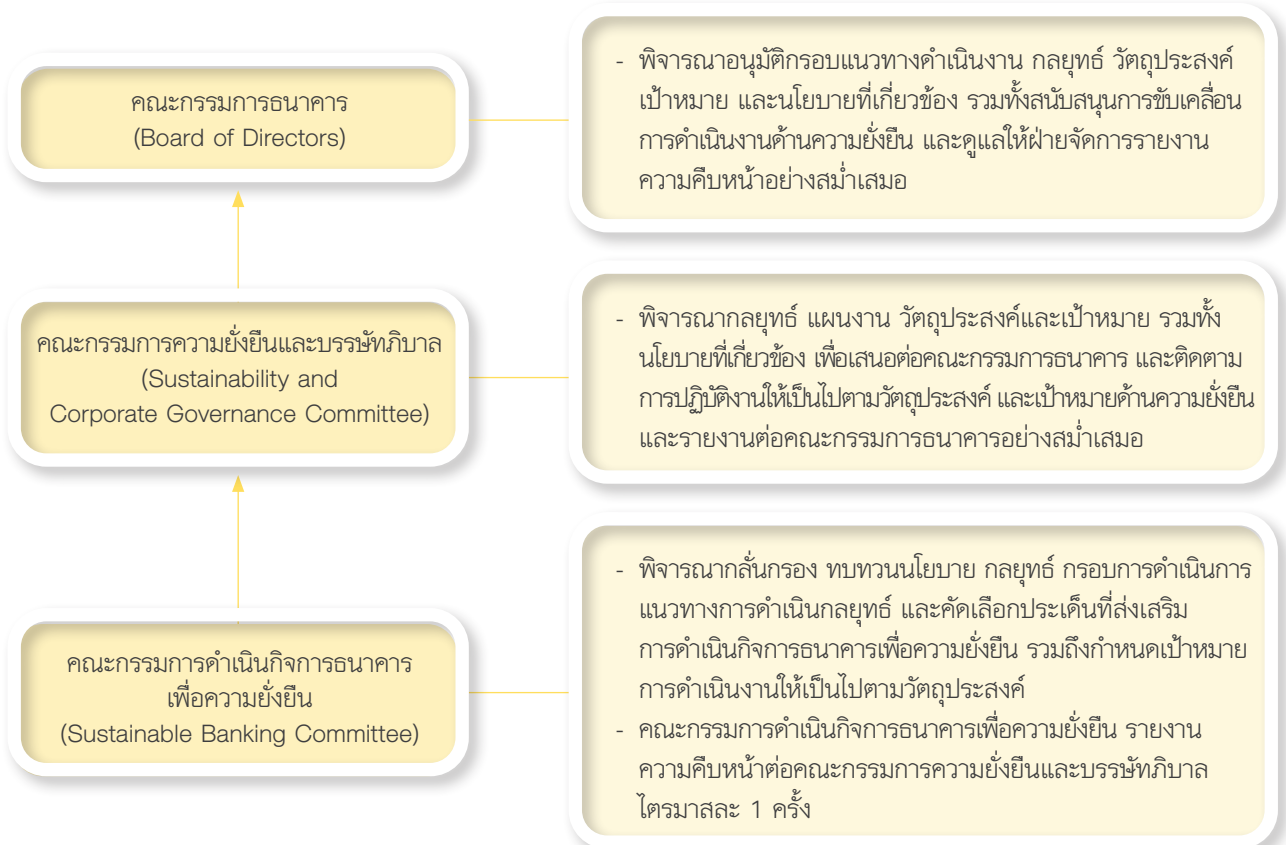 คณะกรรมการธนาคาร
(Board of Directors)
- พิจารณาอนุมัติกรอบแนวทางดำเนินงาน กลยุทธ์ วัตถุประสงค์
เป้าหมาย และนโยบายที่เกี่ยวข้อง รวมทั้งสนับสนุนการขับเคลื่อน
การดำเนินงานด้านความยั่งยืน และดูแลให้ฝ่ายจัดการรายงาน
ความคืบหน้าอย่างสม่ำเสมอ
คณะกรรมการความยั่งยืนและบรรษัทภิบาล
(Sustainability and
Corporate Governance Committee)
- พิจารณากลยุทธ์ แผนงาน วัตถุประสงค์และเป้าหมาย รวมทั้ง
นโยบายที่เกี่ยวข้อง เพื่อเสนอต่อคณะกรรมการธนาคาร และติดตาม
การปฏิบัติงานให้เป็นไปตามวัตถุประสงค์ และเป้าหมายด้านความยั่งยืน
และรายงานต่อคณะกรรมการธนาคารอย่างสม่ำเสมอ
คณะกรรมการดำเนินกิจการธนาคาร
เพื่อความยั่งยืน
(Sustainable Banking Committee)
- พิจารณากลั่นกรอง ทบทวนนโยบาย กลยุทธ์ กรอบการดำเนินการ
แนวทางการดำเนินกลยุทธ์ และคัดเลือกประเด็นที่ส่งเสริม
การดำเนินกิจการธนาคารเพื่อความยั่งยืน รวมถึงกำหนดเป้าหมาย
การดำเนินงานให้เป็นไปตามวัตถุประสงค์
- คณะกรรมการดำเนินกิจการธนาคารเพื่อความยั่งยืน รายงาน
ความคืบหน้าต่อคณะกรรมการความยั่งยืนและบรรษัทภิบาล
ไตรมาสละ 1 ครั้ง